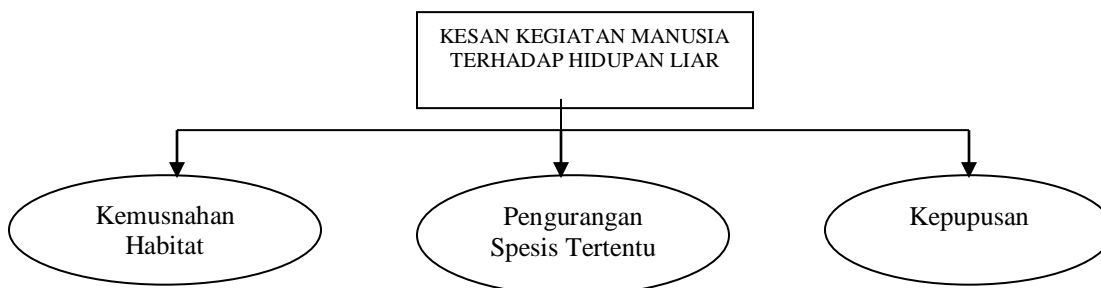 KESAN KEGIATAN MANUSIA
TERHADAP HIDUPAN LIAR
Kemusnahan
Habitat
Pengurangan
Spesis Tertentu
Kepupusan